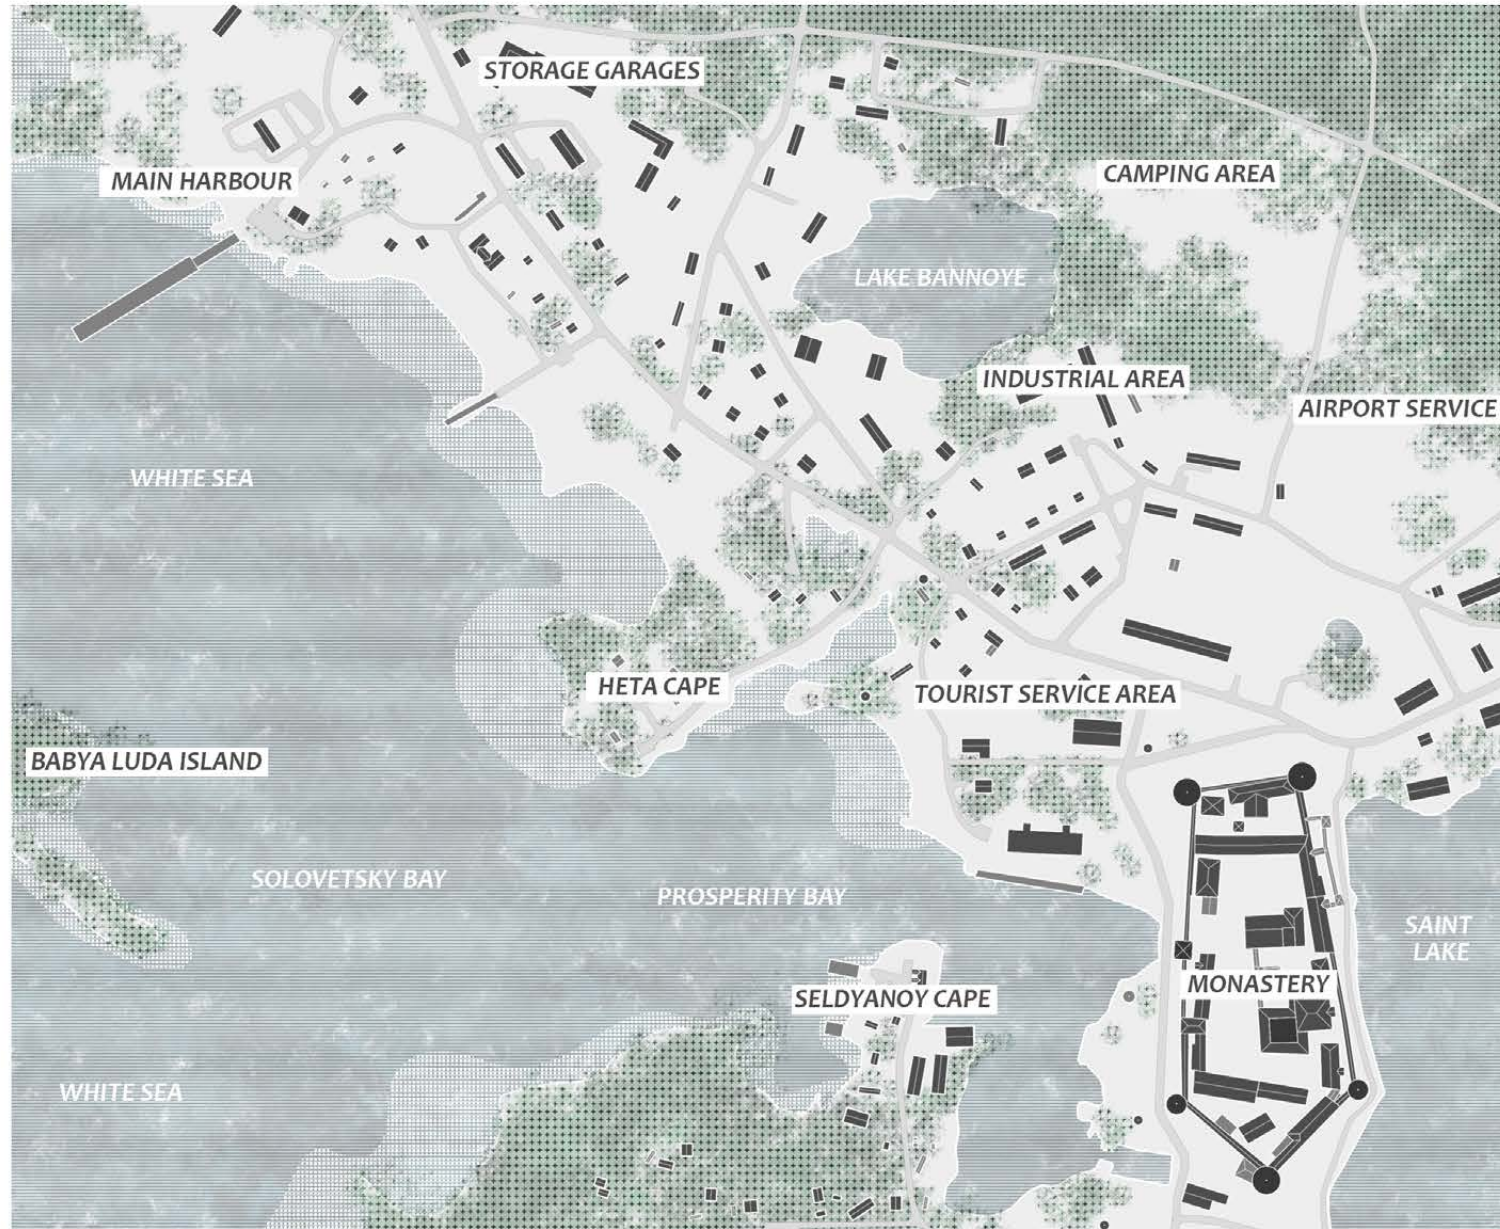 STORAGE GARAGES
CAMPING AREA
MAIN HARBOUR
LAKE BANNOYE
INDUSTRIAL AREA
AIRPORT SERVICE
WHITE SEA
HETA CAPE
TOURIST SERVICE AREA
BABYA LUDA ISLAND
SOLOVETSKY BAY
PROSPERITY BAY
SAINT
LAKE
MONASTERY
SELDYANOY CAPE
WHITE SEA